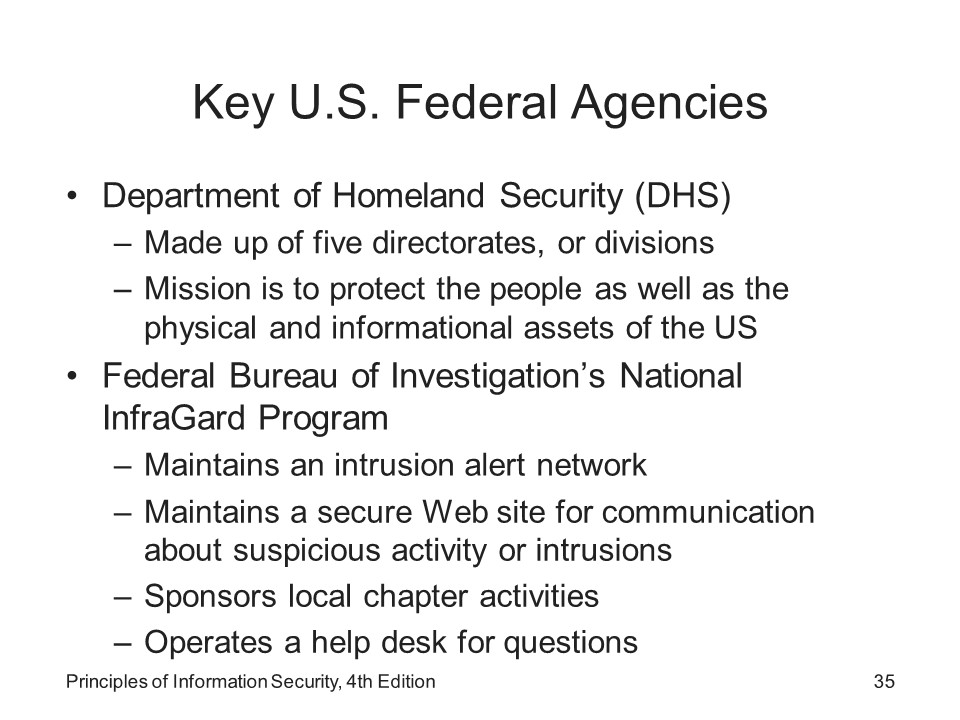 Key U.S. Federal Agencies
• Department of Homeland Security (DHS)
– Made up of five directorates, or divisions
– Mission is to protect the people as well as the
physical and informational assets of the US
• Federal Bureau of Investigation’s National
InfraGard Program
– Maintains an intrusion alert network
– Maintains a secure Web site for communication
about suspicious activity or intrusions
– Sponsors local chapter activities
– Operates a help desk for questions
Principles of Information Security, 4th Edition 35